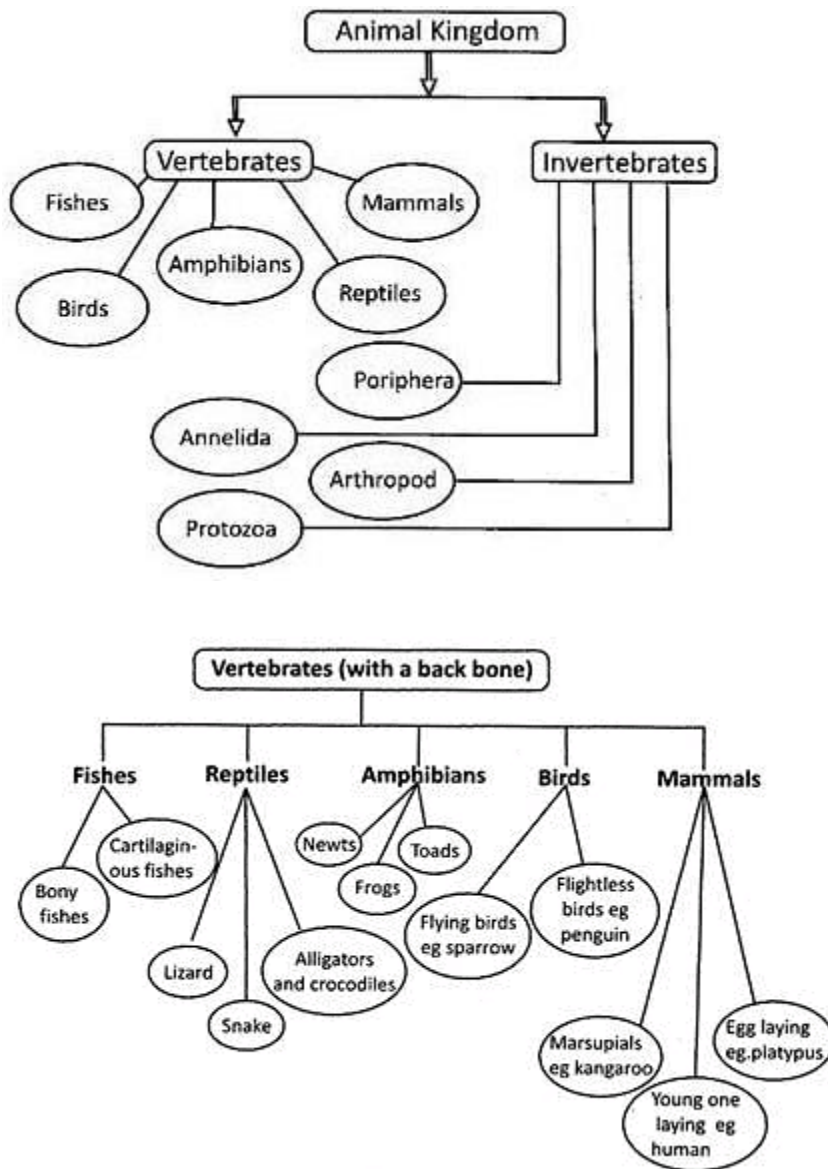 Animal Kingdom
Vertebrates
Invertebrates
Fishes
Mammals
Amphibians
Birds
Reptiles
Poriphera
Annelida
Arthropod
Protozoa
Vertebrates (with a back bone)
Fishes
Reptiles
Amphibians
Birds
Mammals
Cartilagin-
ous fishes
Bony
fishes
Lizard
Snake
Alligators
and crocodiles
Newts
Toads
Frogs
Flying birds
eg sparrow
Flightless
birds eg
penguin
Marsupials
eg kangaroo
Young one
laying eg
human
Egg laying
eg.platypus